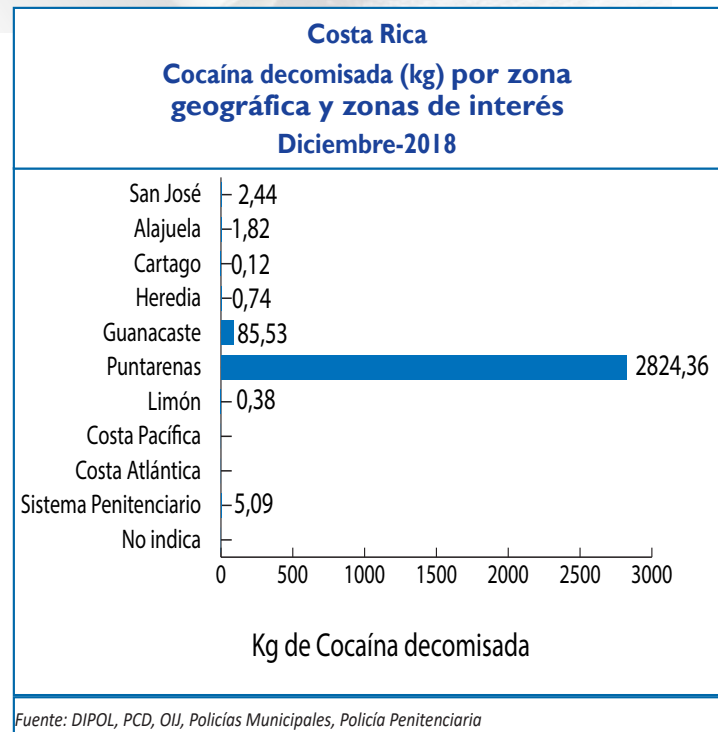 Costa Rica
Cocaína decomisada (kg) por zona
geográfica y zonas de interés
Diciembre-2018
San José 2,44
Alajuela 1,82
Cartago 0,12
Heredia 0,74
Guanacaste 85,53
Puntarenas 2824,36
Limón 0,38
Costa Pacífica
Costa Atlántica
Sistema Penitenciario 5,09
No indica
0 500 1000 1500 2000 2500 3000
Kg de Cocaína decomisada
Fuente: DIPOL, PCD, OIJ, Policías Municipales, Policía Penitenciaria